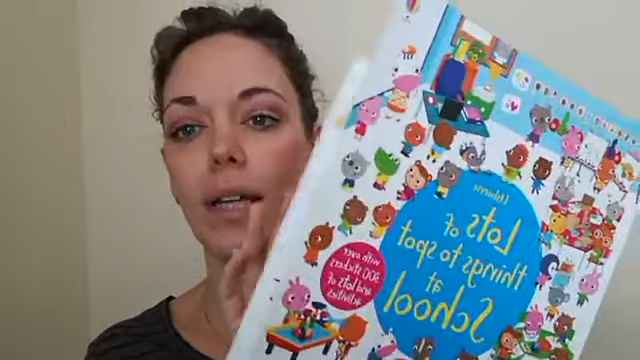 Usborne
Lots of
things to spot
at
School
with over
300 stickers
and lots of
activities